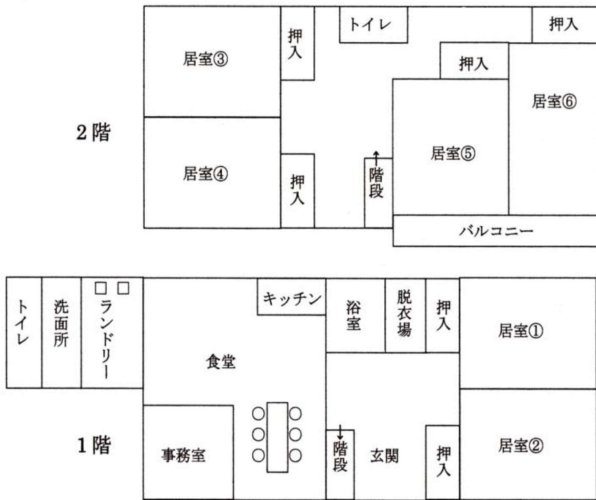 2階
居室③
押入
トイレ
押入
押入
居室⑥
居室④
押入
階段
居室⑤
バルコニー
1階
トイレ
洗面所
ランドリー
キッチン
浴室
脱衣場
押入
居室①
食堂
事務室
階段
玄関
押入
居室②